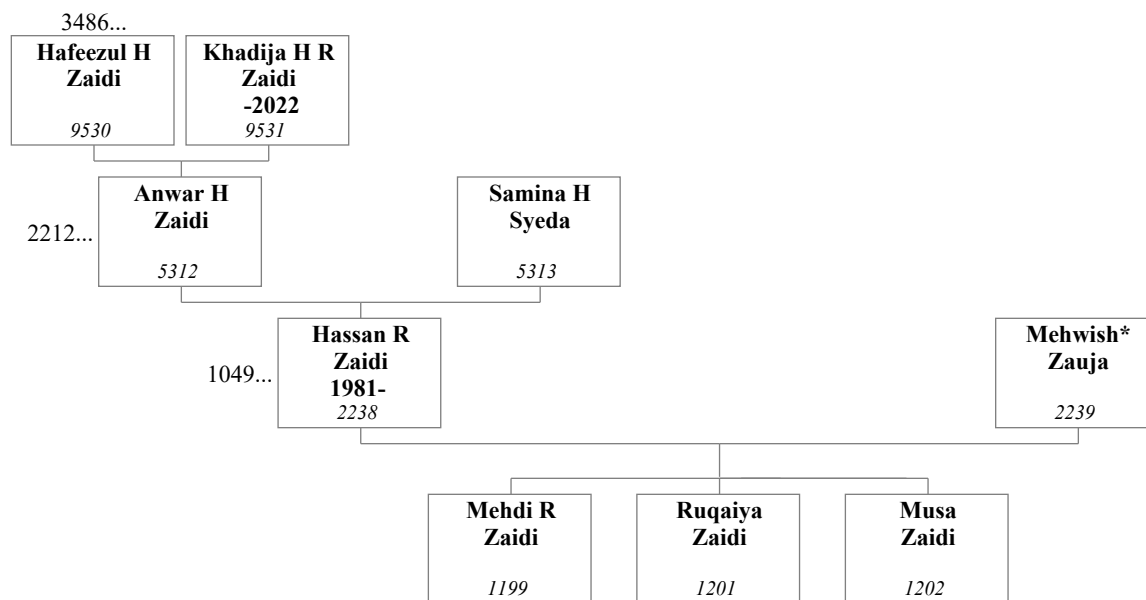 3486...
Hafeezul H
Zaidi
9530
Khadija H R
Zaidi
-2022
9531
2212...
Anwar H
Zaidi
5312
Samina H
Syeda
5313
1049...
Hassan R
Zaidi
1981-
2238
Mehwish*
Zauja
2239
Mehdi R
Zaidi
1199
Ruqaiya
Zaidi
1201
Musa
Zaidi
1202